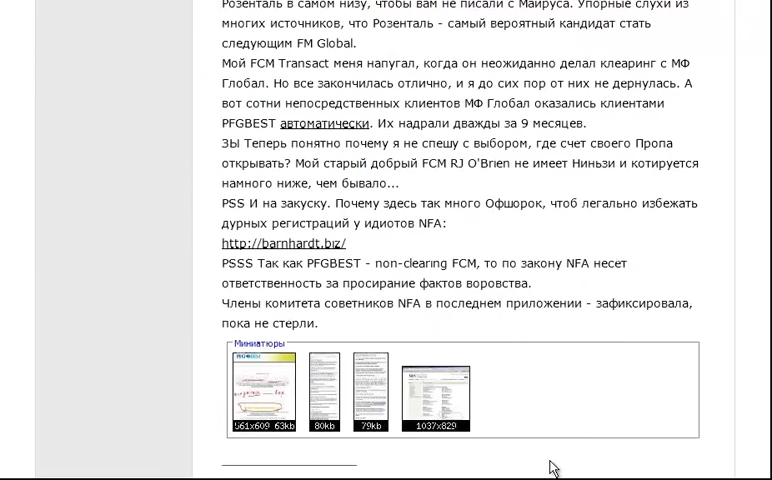 Розенталь в самом низу, чтобы вам не писали с Майруса. Упорные слухи из
многих источников, что Розенталь - самый вероятный кандидат стать
следующим FM Global.
Мой FCM Transact меня напугал, когда он неожиданно делал клеаринг с МФ
Глобал. Но все закончилась отлично, и я до сих пор от них не дернулась. А
вот сотни непосредственных клиентов МФ Глобал оказались клиентами
PFGBEST автоматически. Их надрали дважды за 9 месяцев.
ЗЫ Теперь понятно почему я не спешу с выбором, где счет своего Пропа
открывать? Мой старый добрый FCM RJ O'Brien не имеет Ниньзи и котируется
намного ниже, чем бывало...
PSS И на закуску. Почему здесь так много Офшорок, чтоб легально избежать
дурных регистраций у идиотов NFA:
http://barnhardt.biz/
PSSS Так как PFGBEST - non-clearing FCM, то по закону NFA несет
ответственность за просирание фактов воровства.
Члены комитета советников NFA в последнем приложении - зафиксировала,
пока не стерли.
Миниатюры
561x609 63kb 80kb 79kb 1037x829